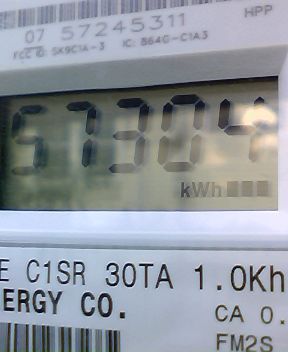 HPP
07 57245311
FCC ID: SK9C1A-3 IC: 864G-C1A3
57304
kWh
E C1SR 30TA 1.0Kh
ERGY CO.
CA 0.
FM2S